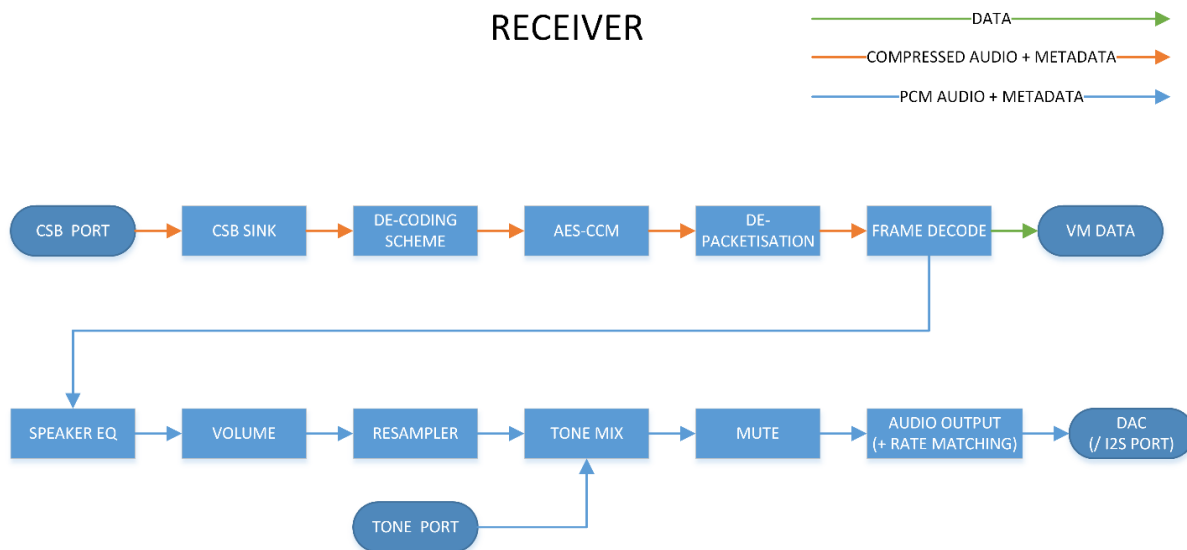 RECEIVER
DATA
COMPRESSED AUDIO + METADATA
PCM AUDIO + METADATA
CSB PORT
CSB SINK
DE-CODING
SCHEME
AES-CCM
DE-
PACKETISATION
FRAME DECODE
VM DATA
SPEAKER EQ
VOLUME
RESAMPLER
TONE MIX
MUTE
AUDIO OUTPUT
(+ RATE MATCHING)
DAC
(/ I2S PORT)
TONE PORT